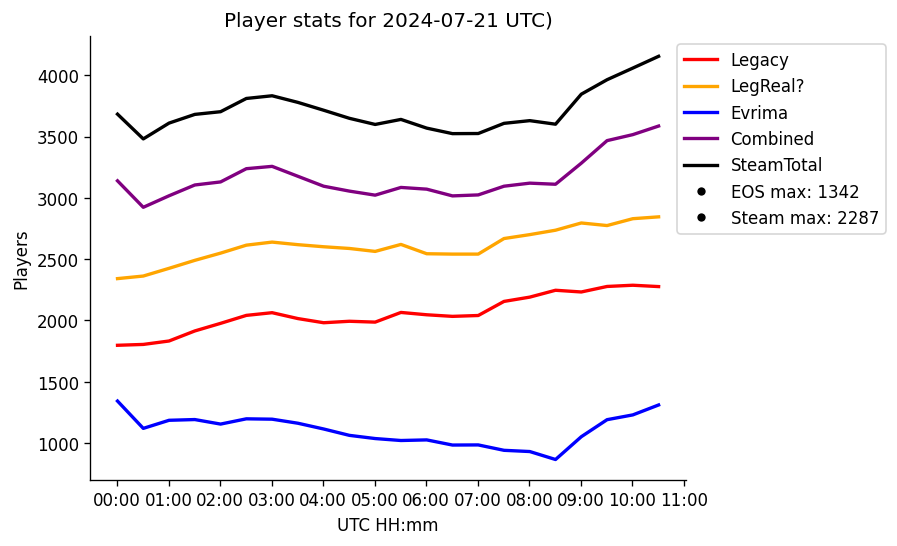 Player stats for 2024-07-21 UTC)
Legacy
LegReal?
Evrima
Combined
SteamTotal
EOS max: 1342
Steam max: 2287
Players
4000
3500
3000
2500
2000
1500
1000
00:00 01:00 02:00 03:00 04:00 05:00 06:00 07:00 08:00 09:00 10:00 11:00
UTC HH:mm